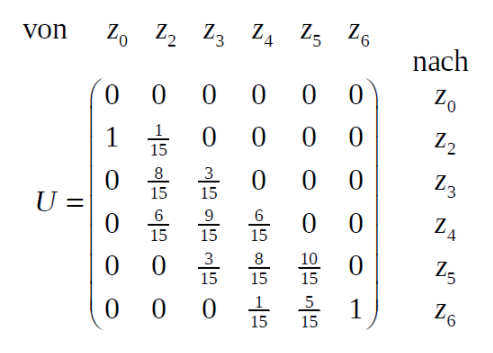 von z₀ z₂ z₃ z₄ z₅ z₆
nach
0 0 0 0 0 0 z₀
1 1/15 0 0 0 0 z₂
0 8/15 3/15 0 0 0 z₃
U =
0 6/15 9/15 6/15 0 0 z₄
0 0 3/15 8/15 10/15 0 z₅
0 0 0 1/15 5/15 1 z₆